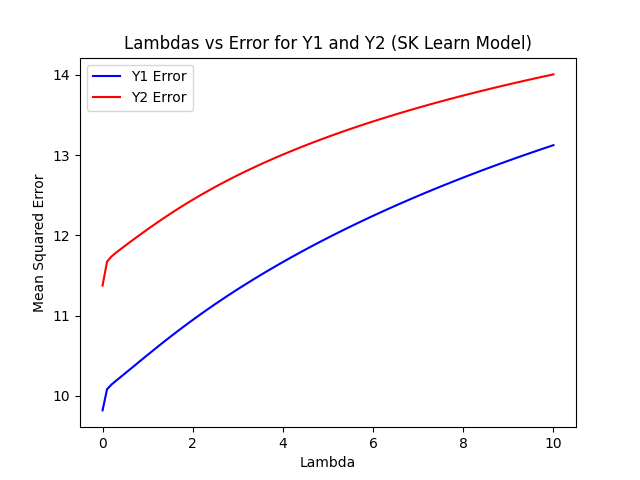 Lambdas vs Error for Y1 and Y2 (SK Learn Model)
Y1 Error
Y2 Error
Mean Squared Error
14
13
12
11
10
0 2 4 6 8 10
Lambda